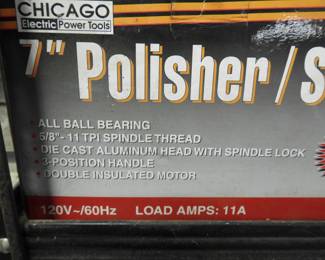 CHICAGO
Electric Power Tools
7" Polisher / S
• ALL BALL BEARING
• 5/8"- 11 TPI SPINDLE THREAD
• DIE CAST ALUMINUM HEAD WITH SPINDLE LOCK
• 3-POSITION HANDLE
• DOUBLE INSULATED MOTOR
120V~/60Hz LOAD AMPS: 11A